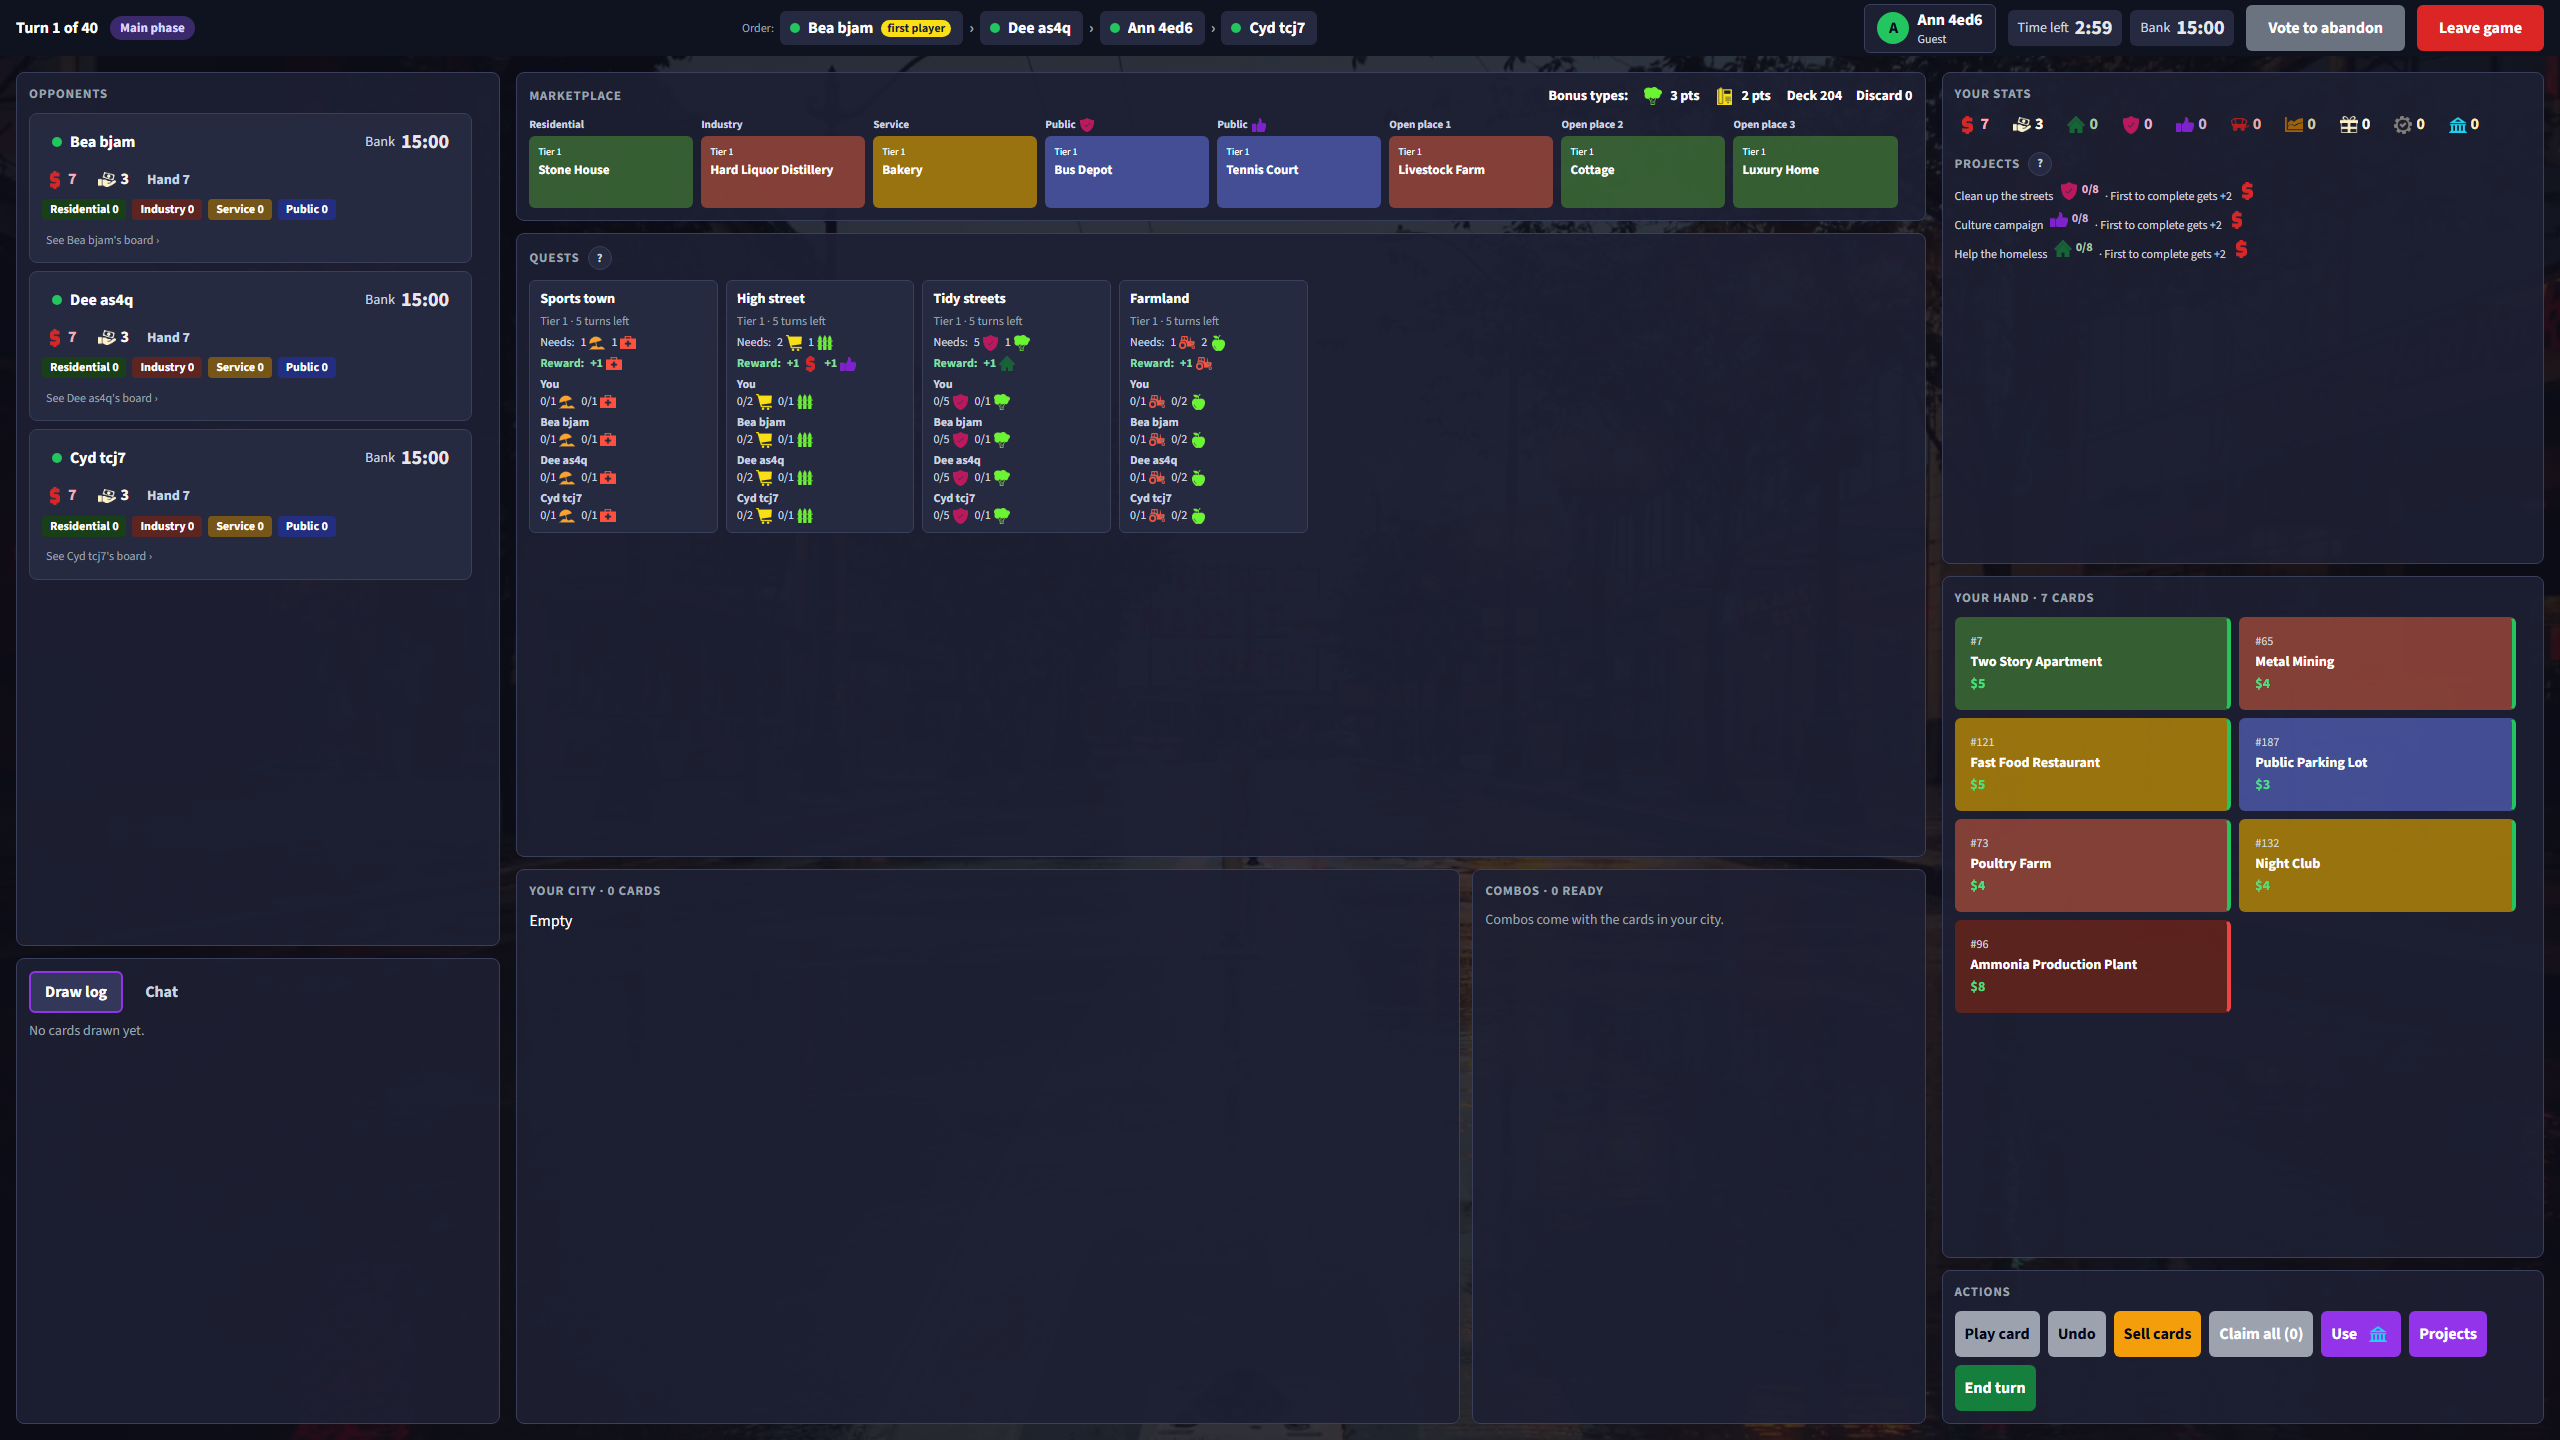 Turn 1 of 40 Main phase
Order: Bea bjam first player › Dee as4q › Ann 4ed6 › Cyd tcj7
A Ann 4ed6
Guest
Time left 2:59
Bank 15:00
Vote to abandon
Leave game
OPPONENTS
Bea bjam Bank 15:00
7 3 Hand 7
Residential 0 Industry 0 Service 0 Public 0
See Bea bjam's board ›
Dee as4q Bank 15:00
7 3 Hand 7
Residential 0 Industry 0 Service 0 Public 0
See Dee as4q's board ›
Cyd tcj7 Bank 15:00
7 3 Hand 7
Residential 0 Industry 0 Service 0 Public 0
See Cyd tcj7's board ›
Draw log Chat
No cards drawn yet.
MARKETPLACE
Bonus types: 3 pts 2 pts Deck 204 Discard 0
Residential
Tier 1
Stone House
Industry
Tier 1
Hard Liquor Distillery
Service
Tier 1
Bakery
Public
Tier 1
Bus Depot
Public
Tier 1
Tennis Court
Open place 1
Tier 1
Livestock Farm
Open place 2
Tier 1
Cottage
Open place 3
Tier 1
Luxury Home
QUESTS ?
Sports town
Tier 1 · 5 turns left
Needs: 1 1
Reward: +1
You
0/1 0/1
Bea bjam
0/1 0/1
Dee as4q
0/1 0/1
Cyd tcj7
0/1 0/1
High street
Tier 1 · 5 turns left
Needs: 2 1
Reward: +1 +1
You
0/2 0/1
Bea bjam
0/2 0/1
Dee as4q
0/2 0/1
Cyd tcj7
0/2 0/1
Tidy streets
Tier 1 · 5 turns left
Needs: 5 1
Reward: +1
You
0/5 0/1
Bea bjam
0/5 0/1
Dee as4q
0/5 0/1
Cyd tcj7
0/5 0/1
Farmland
Tier 1 · 5 turns left
Needs: 1 2
Reward: +1
You
0/1 0/2
Bea bjam
0/1 0/2
Dee as4q
0/1 0/2
Cyd tcj7
0/1 0/2
YOUR CITY · 0 CARDS
Empty
COMBOS · 0 READY
Combos come with the cards in your city.
YOUR STATS
7 3 0 0 0 0 0 0 0 0
PROJECTS ?
Clean up the streets 0/8 · First to complete gets +2
Culture campaign 0/8 · First to complete gets +2
Help the homeless 0/8 · First to complete gets +2
YOUR HAND · 7 CARDS
#7
Two Story Apartment
$5
#65
Metal Mining
$4
#121
Fast Food Restaurant
$5
#187
Public Parking Lot
$3
#73
Poultry Farm
$4
#132
Night Club
$4
#96
Ammonia Production Plant
$8
ACTIONS
Play card Undo Sell cards Claim all (0) Use Projects
End turn